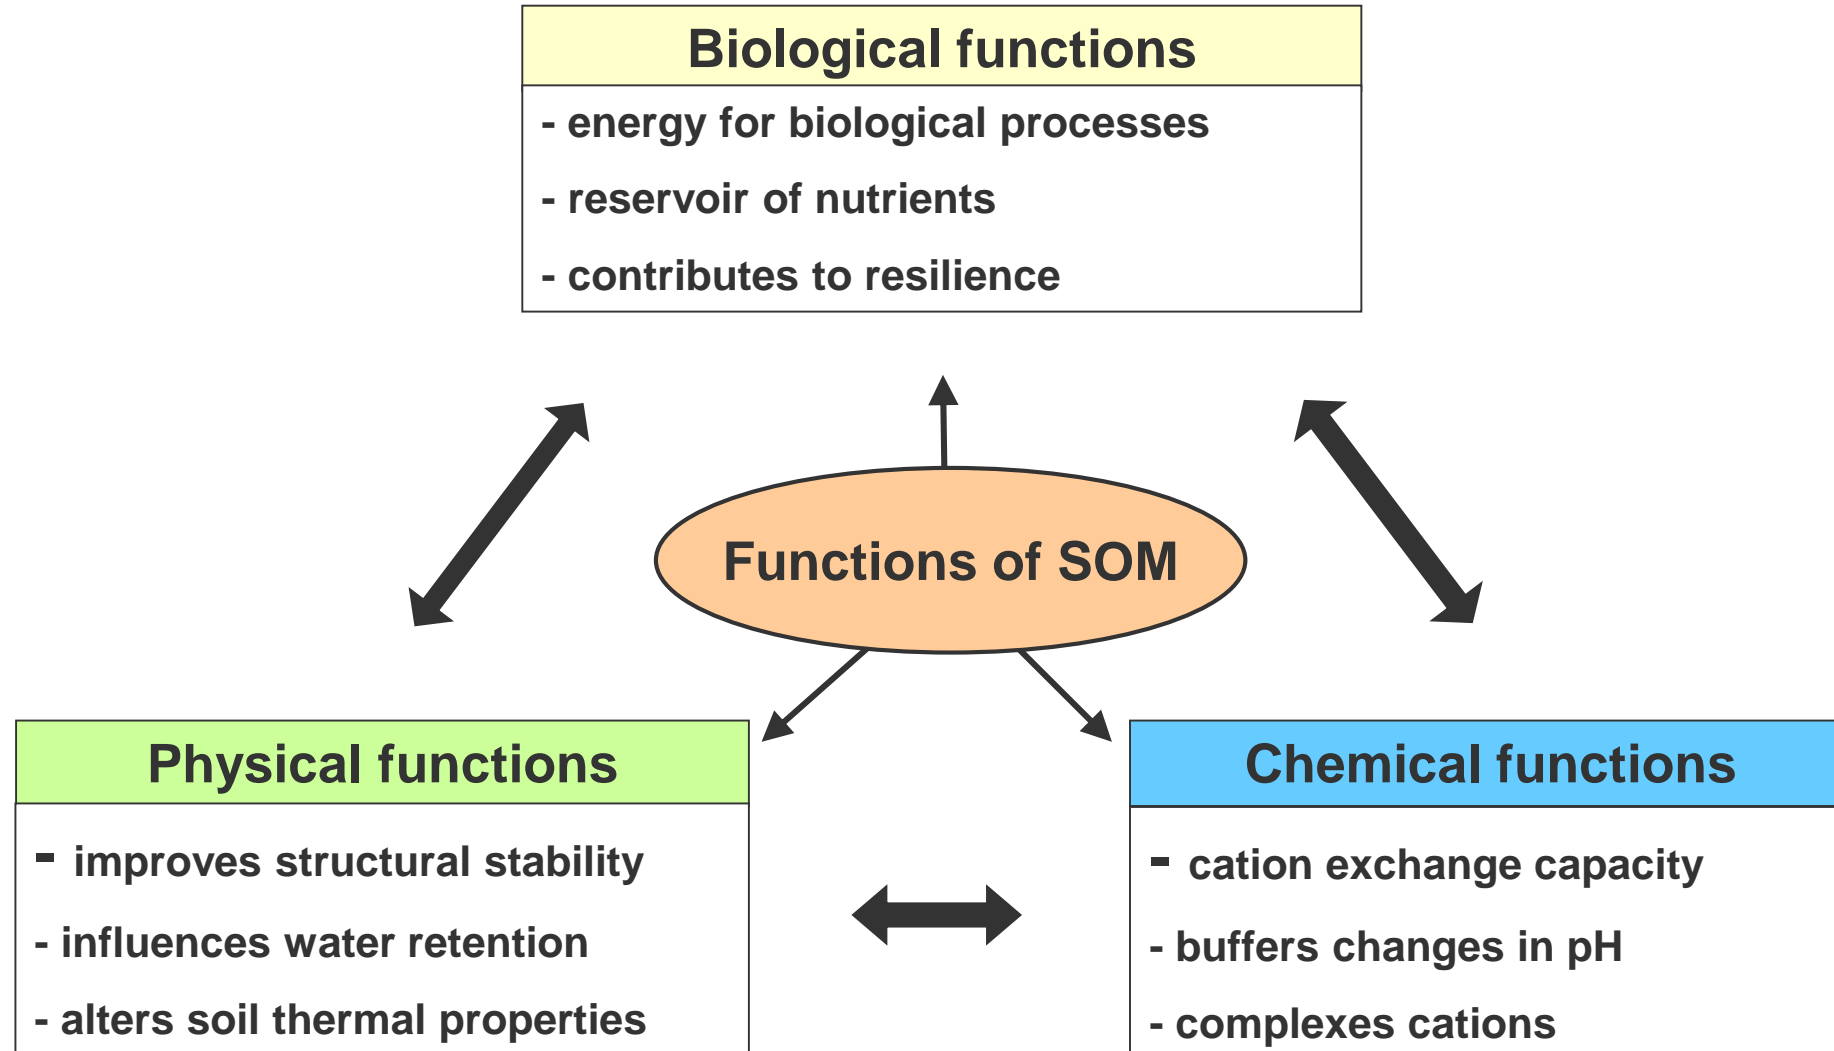 Biological functions
- energy for biological processes
- reservoir of nutrients
- contributes to resilience
Functions of SOM
Physical functions
- improves structural stability
- influences water retention
- alters soil thermal properties
Chemical functions
- cation exchange capacity
- buffers changes in pH
- complexes cations